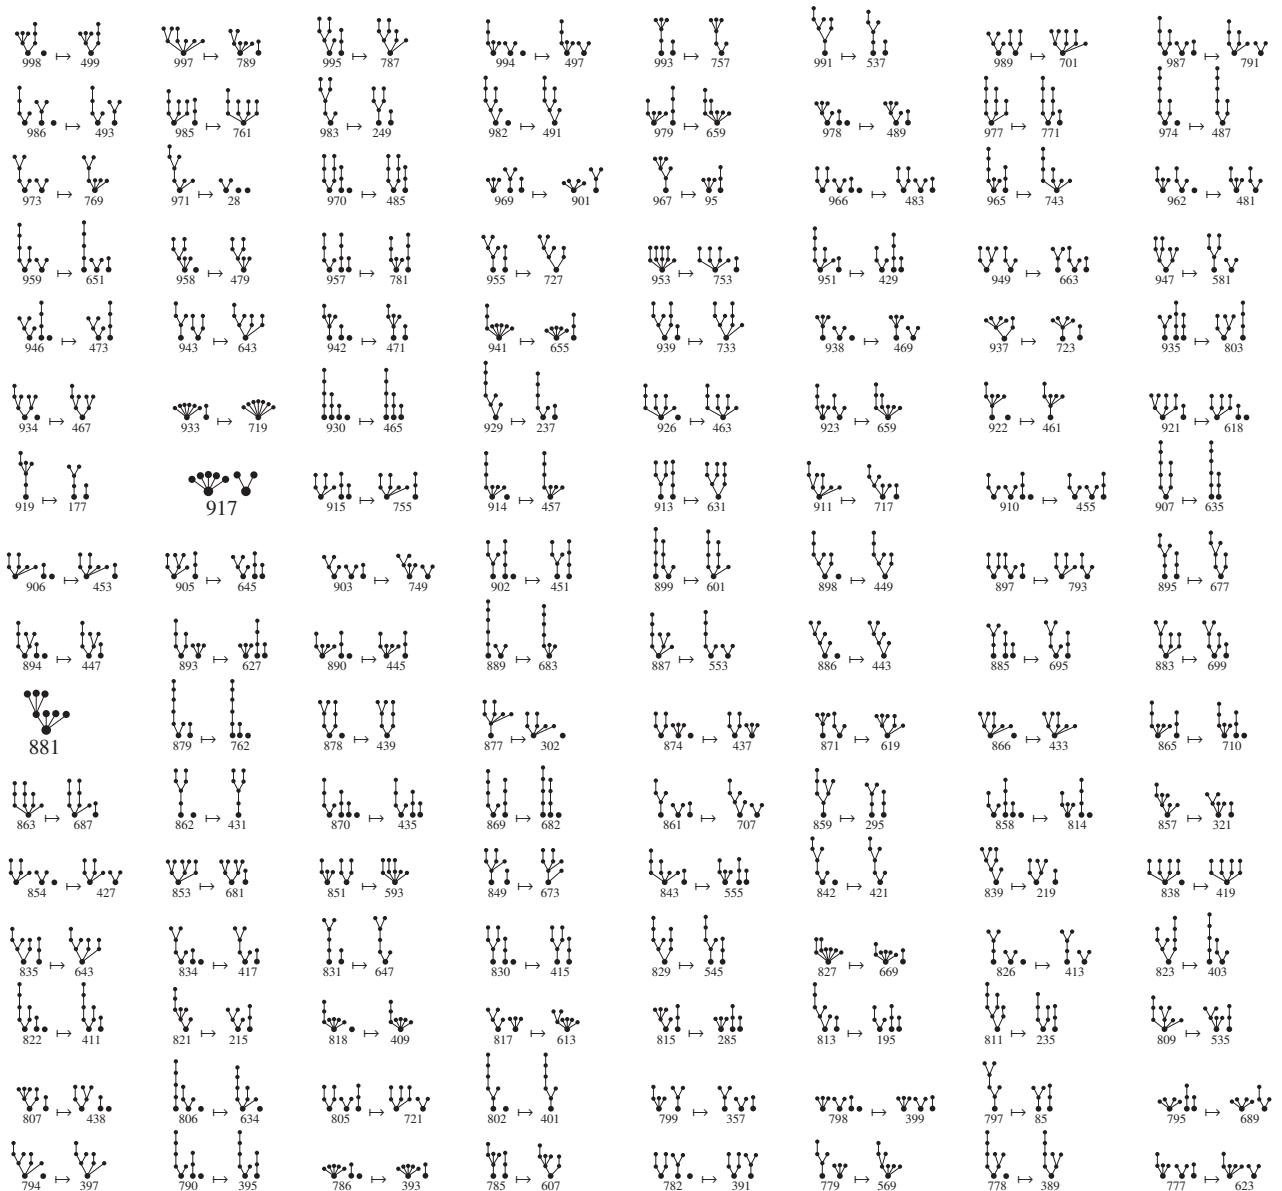 998 ↦ 499 997 ↦ 789 995 ↦ 787 994 ↦ 497 993 ↦ 757 991 ↦ 537 989 ↦ 701 987 ↦ 791
986 ↦ 493 985 ↦ 761 983 ↦ 249 982 ↦ 491 979 ↦ 659 978 ↦ 489 977 ↦ 771 974 ↦ 487
973 ↦ 769 971 ↦ 28 970 ↦ 485 969 ↦ 901 967 ↦ 95 966 ↦ 483 965 ↦ 743 962 ↦ 481
959 ↦ 651 958 ↦ 479 957 ↦ 781 955 ↦ 727 953 ↦ 753 951 ↦ 429 949 ↦ 663 947 ↦ 581
946 ↦ 473 943 ↦ 643 942 ↦ 471 941 ↦ 655 939 ↦ 733 938 ↦ 469 937 ↦ 723 935 ↦ 803
934 ↦ 467 933 ↦ 719 930 ↦ 465 929 ↦ 237 926 ↦ 463 923 ↦ 659 922 ↦ 461 921 ↦ 618
919 ↦ 177 917 915 ↦ 755 914 ↦ 457 913 ↦ 631 911 ↦ 717 910 ↦ 455 907 ↦ 635
906 ↦ 453 905 ↦ 645 903 ↦ 749 902 ↦ 451 899 ↦ 601 898 ↦ 449 897 ↦ 793 895 ↦ 677
894 ↦ 447 893 ↦ 627 890 ↦ 445 889 ↦ 683 887 ↦ 553 886 ↦ 443 885 ↦ 695 883 ↦ 699
881 879 ↦ 762 878 ↦ 439 877 ↦ 302 874 ↦ 437 871 ↦ 619 866 ↦ 433 865 ↦ 710
863 ↦ 687 862 ↦ 431 870 ↦ 435 869 ↦ 682 861 ↦ 707 859 ↦ 295 858 ↦ 814 857 ↦ 321
854 ↦ 427 853 ↦ 681 851 ↦ 593 849 ↦ 673 843 ↦ 555 842 ↦ 421 839 ↦ 219 838 ↦ 419
835 ↦ 643 834 ↦ 417 831 ↦ 647 830 ↦ 415 829 ↦ 545 827 ↦ 669 826 ↦ 413 823 ↦ 403
822 ↦ 411 821 ↦ 215 818 ↦ 409 817 ↦ 613 815 ↦ 285 813 ↦ 195 811 ↦ 235 809 ↦ 535
807 ↦ 438 806 ↦ 634 805 ↦ 721 802 ↦ 401 799 ↦ 357 798 ↦ 399 797 ↦ 85 795 ↦ 689
794 ↦ 397 790 ↦ 395 786 ↦ 393 785 ↦ 607 782 ↦ 391 779 ↦ 569 778 ↦ 389 777 ↦ 623